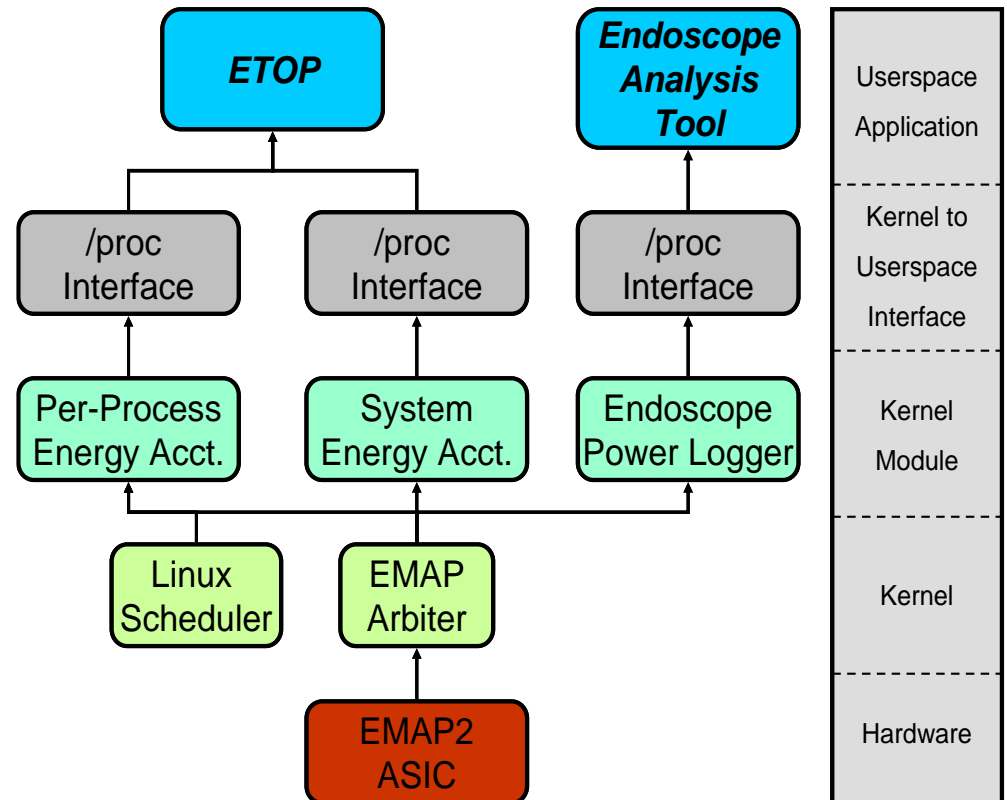 ETOP
Endoscope
Analysis
Tool
Userspace
Application
/proc
Interface
/proc
Interface
/proc
Interface
Kernel to
Userspace
Interface
Per-Process
Energy Acct.
System
Energy Acct.
Endoscope
Power Logger
Kernel
Module
Linux
Scheduler
EMAP
Arbiter
Kernel
EMAP2
ASIC
Hardware